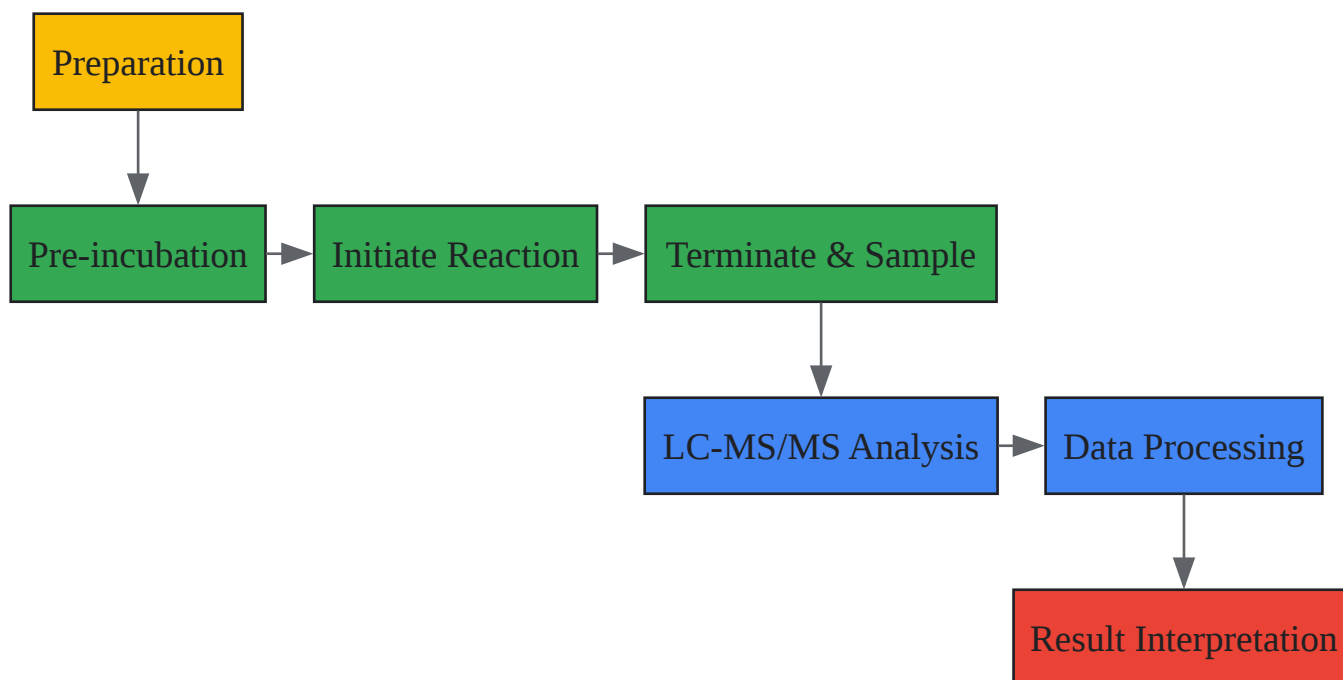 Preparation
Pre-incubation
Initiate Reaction
Terminate & Sample
LC-MS/MS Analysis
Data Processing
Result Interpretation